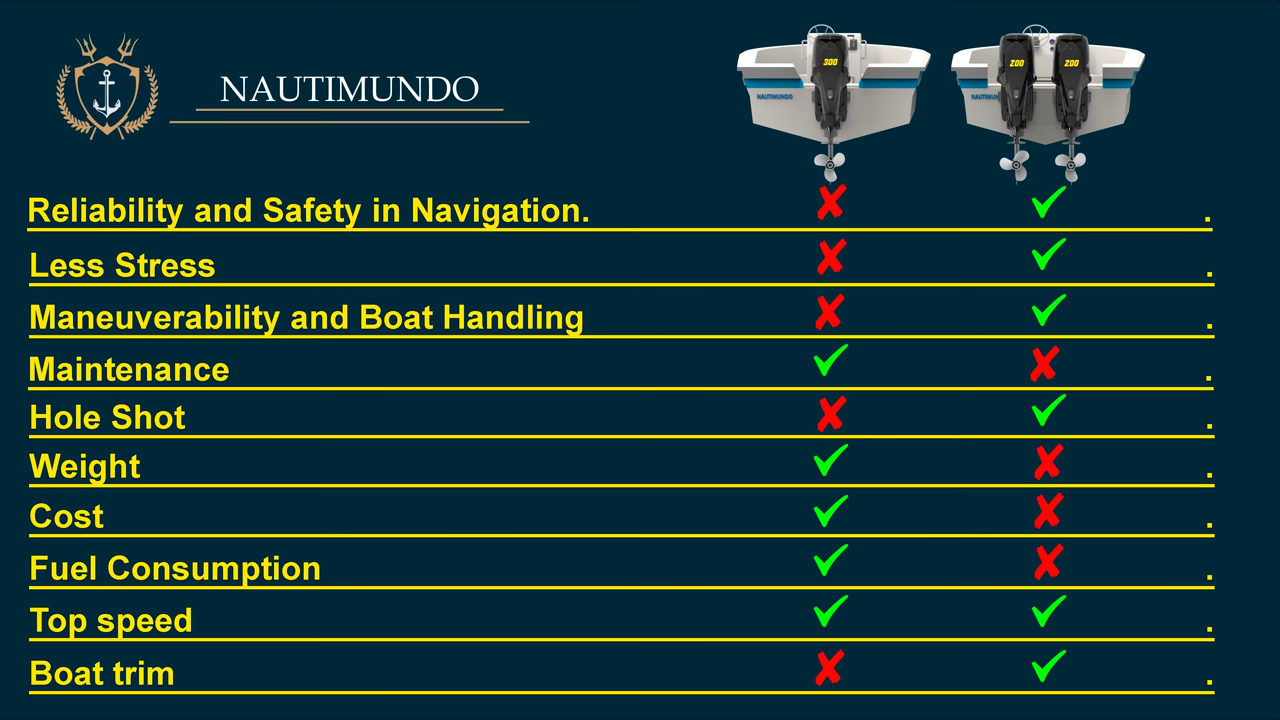 NAUTIMUNDO
300
200 200
NAUTIMUNDO
NAUTIMUN
Reliability and Safety in Navigation. .
Less Stress .
Maneuverability and Boat Handling .
Maintenance .
Hole Shot .
Weight .
Cost .
Fuel Consumption .
Top speed .
Boat trim .